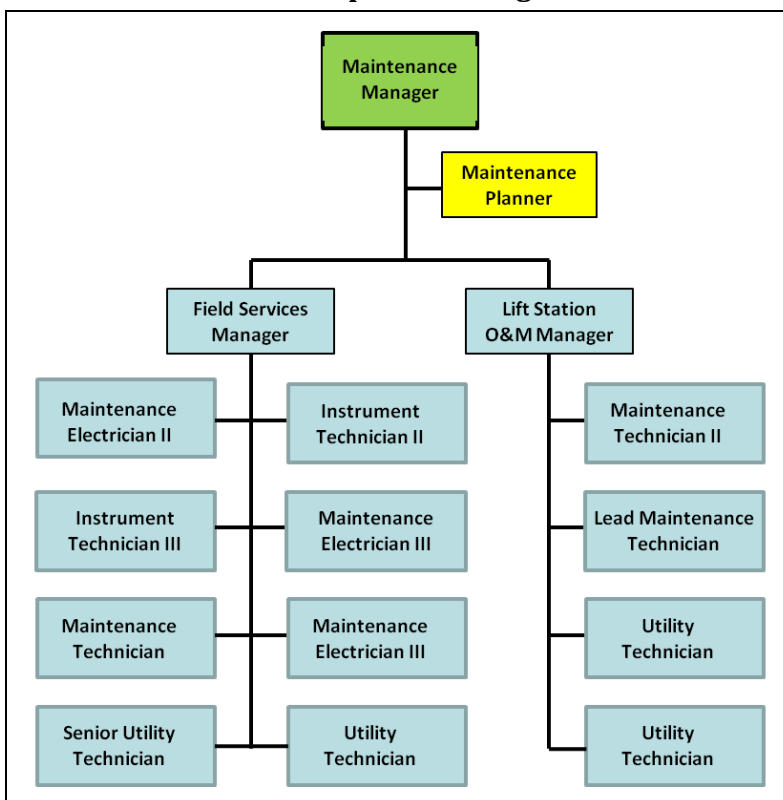 Maintenance
Manager
Maintenance
Planner
Field Services
Manager
Lift Station
O&M Manager
Maintenance
Electrician II
Instrument
Technician II
Maintenance
Technician II
Instrument
Technician III
Maintenance
Electrician III
Lead Maintenance
Technician
Maintenance
Technician
Maintenance
Electrician III
Utility
Technician
Senior Utility
Technician
Utility
Technician
Utility
Technician